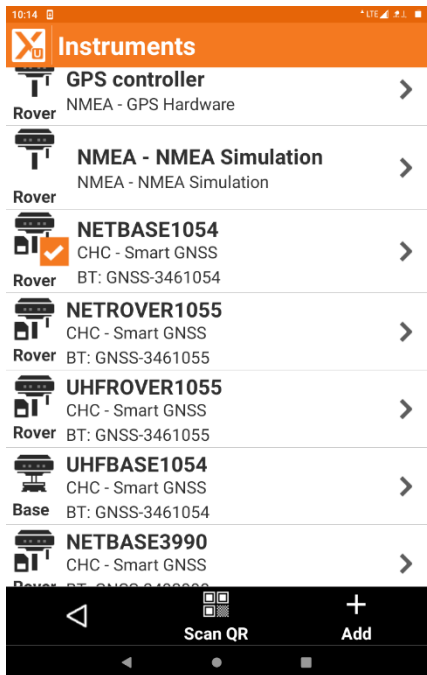 10:14
LTE
X
U
Instruments
GPS controller
NMEA - GPS Hardware
Rover
NMEA - NMEA Simulation
NMEA - NMEA Simulation
Rover
NETBASE1054
CHC - Smart GNSS
Rover
BT: GNSS-3461054
NETROVER1055
CHC - Smart GNSS
Rover
BT: GNSS-3461055
UHFROVER1055
CHC - Smart GNSS
Rover
BT: GNSS-3461055
UHFBASE1054
CHC - Smart GNSS
Base
BT: GNSS-3461054
NETBASE3990
CHC - Smart GNSS
Scan QR
Add